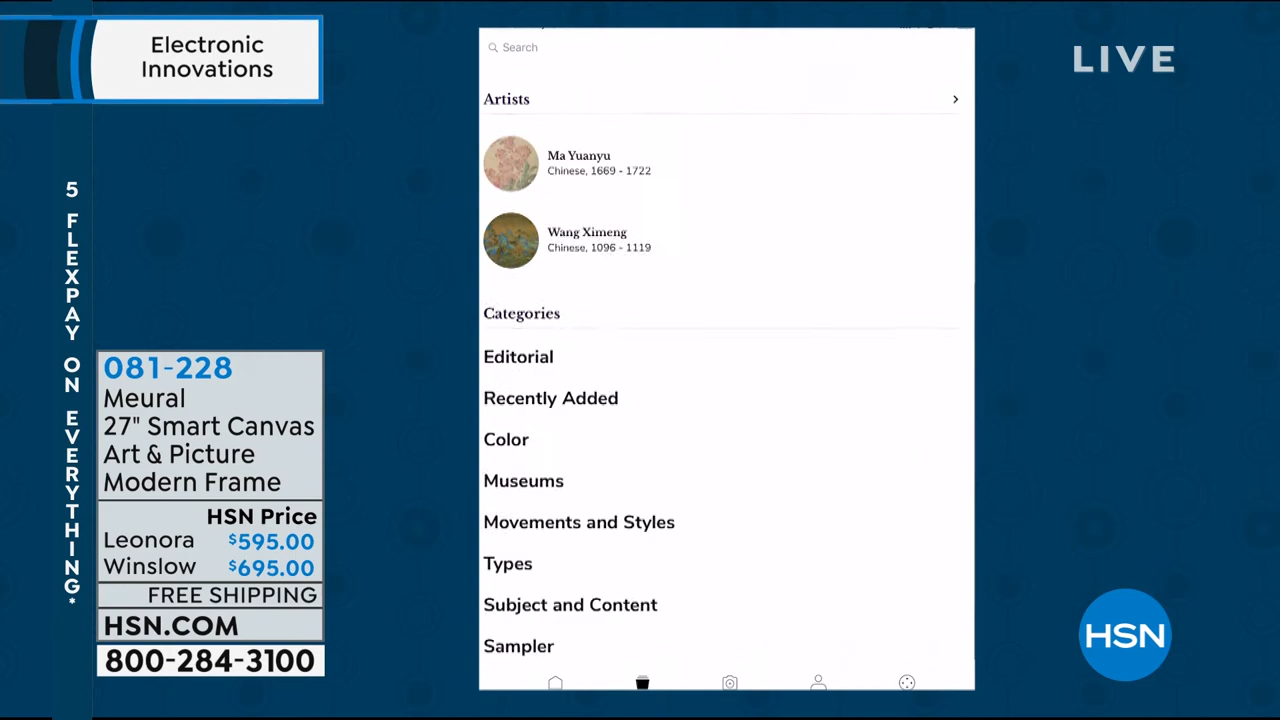 Electronic
Innovations
LIVE
5 FLEXPAY ON EVERYTHING*
081-228
Meural
27" Smart Canvas
Art & Picture
Modern Frame
HSN Price
Leonora $595.00
Winslow $695.00
FREE SHIPPING
HSN.COM
800-284-3100
Search
Artists
Ma Yuanyu
Chinese, 1669 - 1722
Wang Ximeng
Chinese, 1096 - 1119
Categories
Editorial
Recently Added
Color
Museums
Movements and Styles
Types
Subject and Content
Sampler
HSN